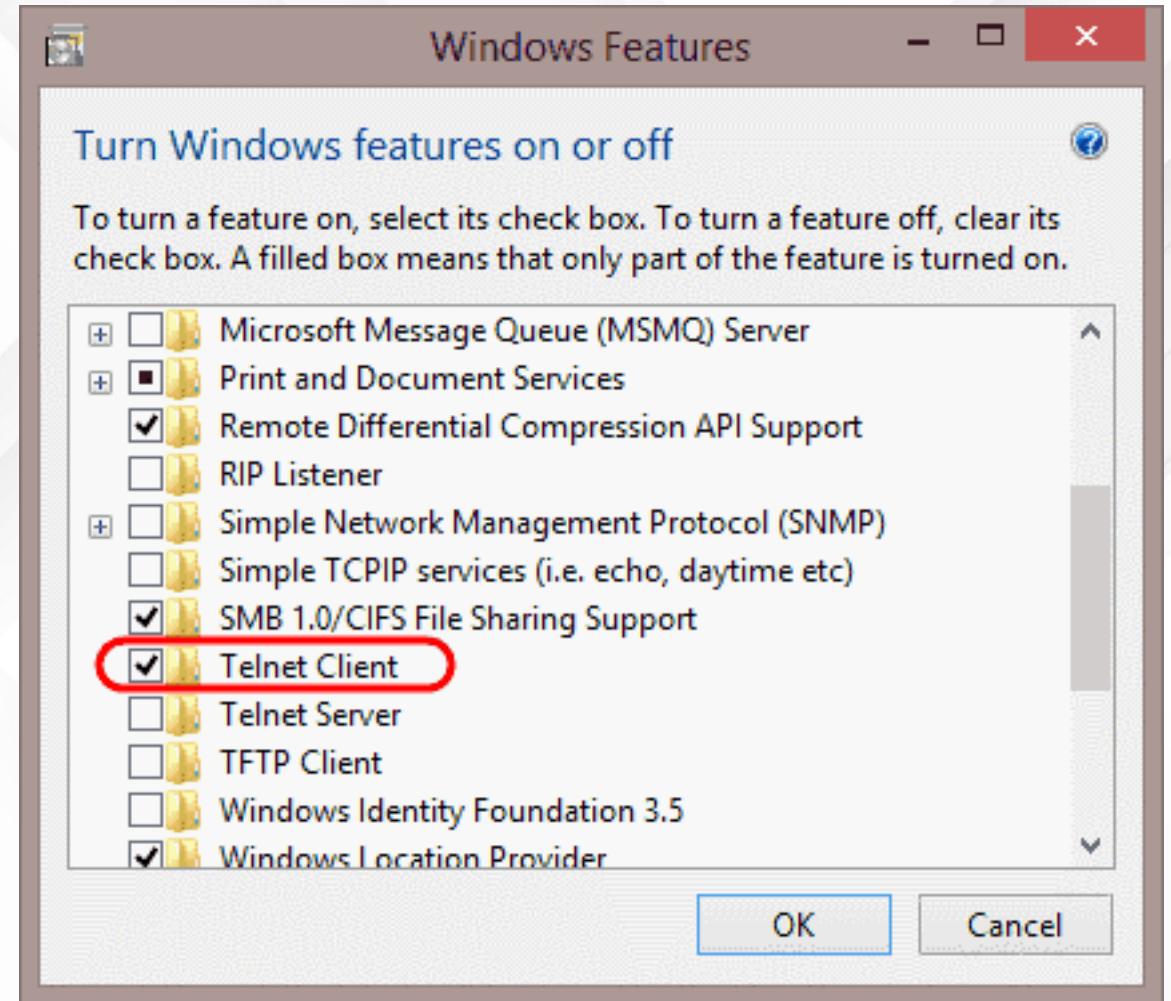 Windows Features
Turn Windows features on or off
To turn a feature on, select its check box. To turn a feature off, clear its
check box. A filled box means that only part of the feature is turned on.
Microsoft Message Queue (MSMQ) Server
Print and Document Services
Remote Differential Compression API Support
RIP Listener
Simple Network Management Protocol (SNMP)
Simple TCPIP services (i.e. echo, daytime etc)
SMB 1.0/CIFS File Sharing Support
Telnet Client
Telnet Server
TFTP Client
Windows Identity Foundation 3.5
Windows Location Provider
OK
Cancel